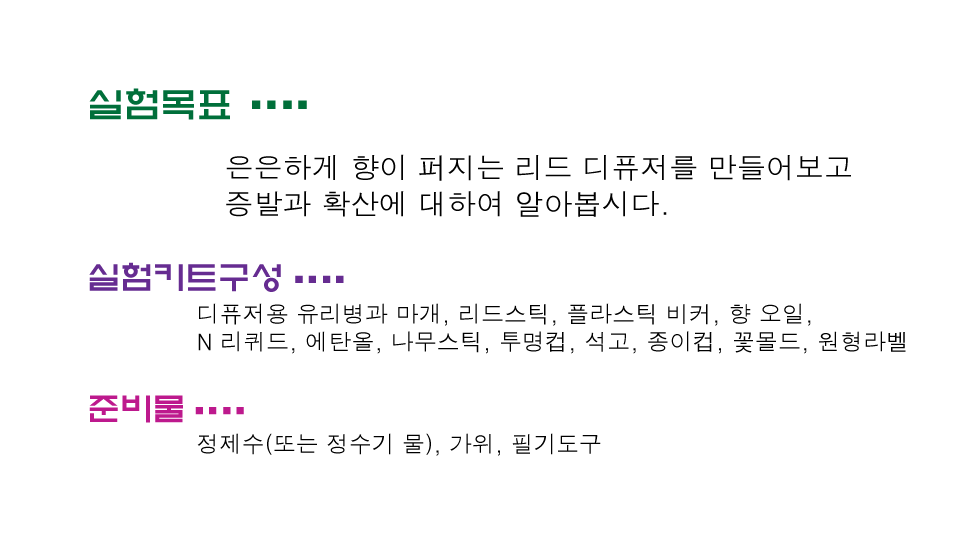 실험목표 ▪▪▪▪
은은하게 향이 퍼지는 리드 디퓨저를 만들어보고
증발과 확산에 대하여 알아봅시다.
실험키트구성 ▪▪▪▪
디퓨저용 유리병과 마개, 리드스틱, 플라스틱 비커, 향 오일,
N 리퀴드, 에탄올, 나무스틱, 투명컵, 석고, 종이컵, 꽃몰드, 원형라벨
준비물 ▪▪▪▪
정제수(또는 정수기 물), 가위, 필기도구